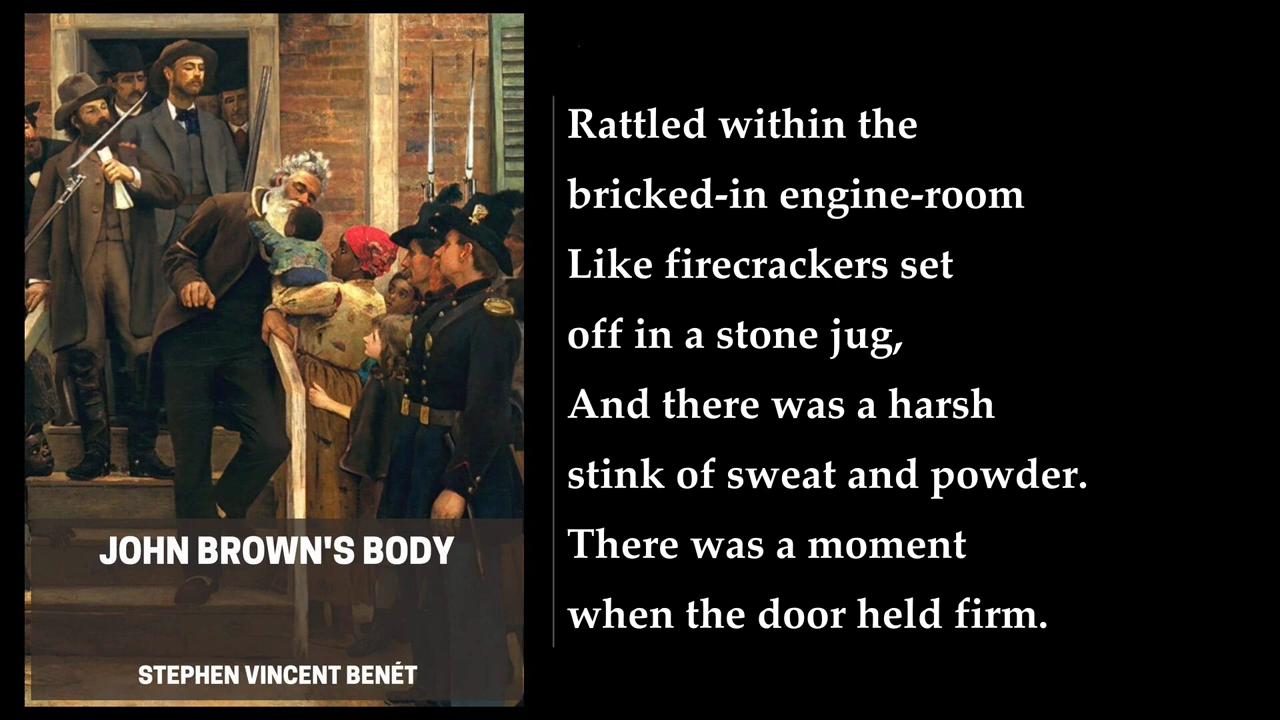 JOHN BROWN'S BODY
STEPHEN VINCENT BENÉT
Rattled within the
bricked-in engine-room
Like firecrackers set
off in a stone jug,
And there was a harsh
stink of sweat and powder.
There was a moment
when the door held firm.